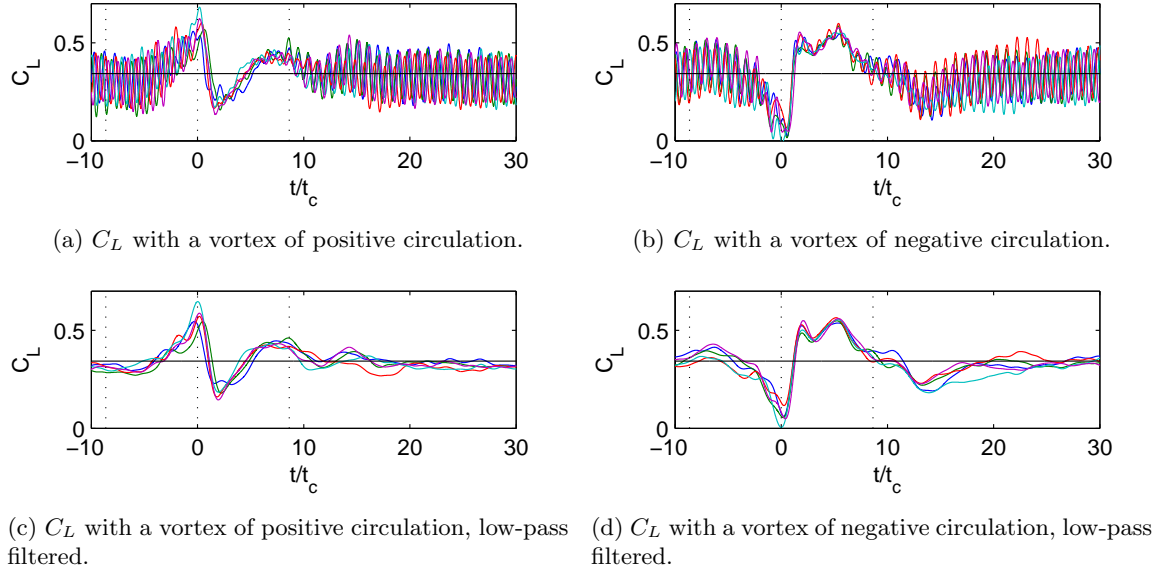 C_L
0.5
0
−10
0
10
20
30
t/t_c
(a) C_L with a vortex of positive circulation.
C_L
0.5
0
−10
0
10
20
30
t/t_c
(b) C_L with a vortex of negative circulation.
C_L
0.5
0
−10
0
10
20
30
t/t_c
(c) C_L with a vortex of positive circulation, low-pass
filtered.
C_L
0.5
0
−10
0
10
20
30
t/t_c
(d) C_L with a vortex of negative circulation, low-pass
filtered.